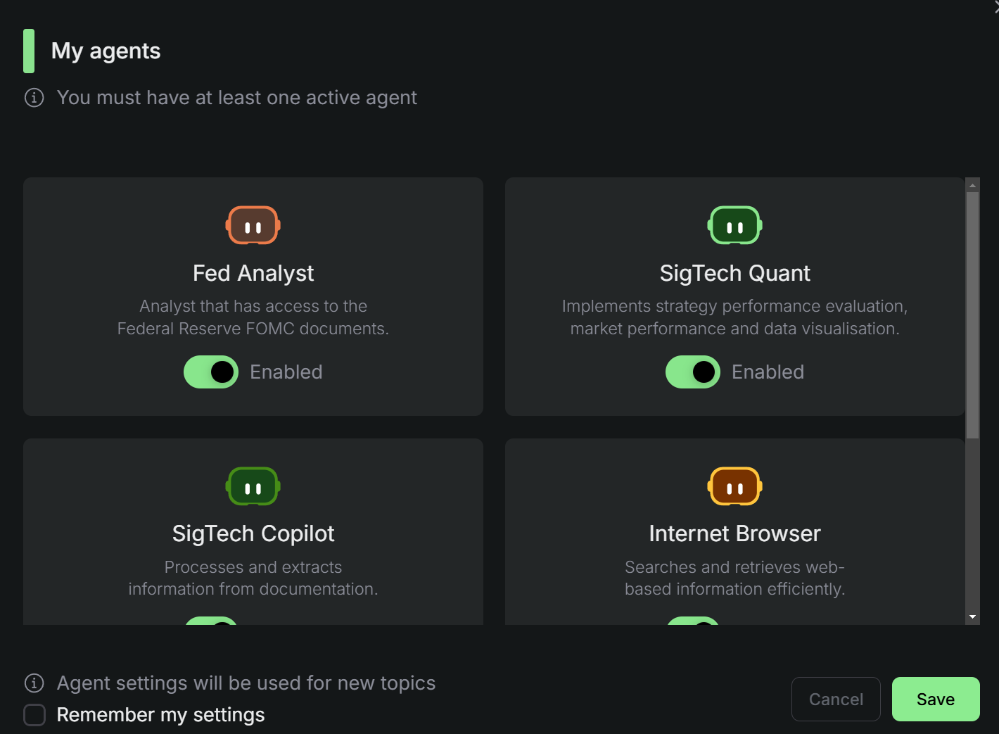 My agents
You must have at least one active agent
Fed Analyst
Analyst that has access to the
Federal Reserve FOMC documents.
Enabled
SigTech Quant
Implements strategy performance evaluation,
market performance and data visualisation.
Enabled
SigTech Copilot
Processes and extracts
information from documentation.
Internet Browser
Searches and retrieves web-
based information efficiently.
Agent settings will be used for new topics
Remember my settings
Cancel
Save